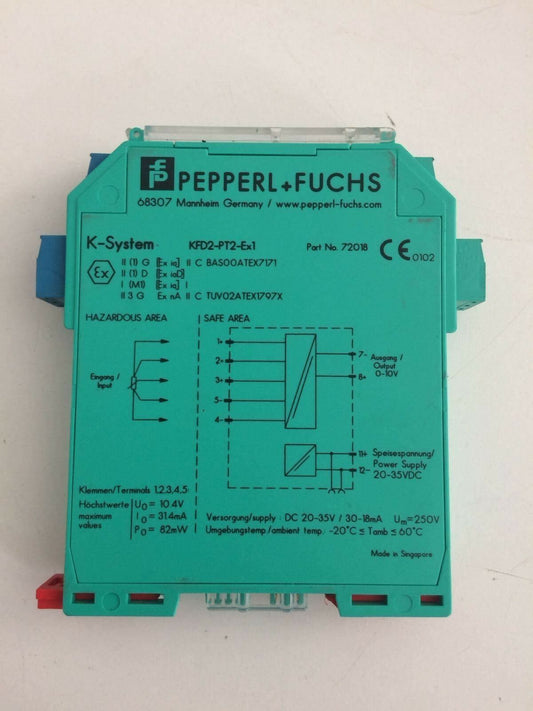 PEPPERL+FUCHS
68307 Mannheim Germany / www.pepperl-fuchs.com
K-System KFD2-PT2-Ex1 Part No. 72018 CE 0102
Ex II (1) G [Ex ia] II C BAS00ATEX7171
II (1) D [Ex iaD]
I (M1) [Ex ia] I
II 3 G Ex nA II C TUV02ATEX1797X
HAZARDOUS AREA SAFE AREA
Eingang /
Input
1+
2+
3+
5-
4-
7-
8+
Ausgang /
Output
0-10V
11+
12-
Speisespannung/
Power Supply
20-35VDC
Klemmen/Terminals 1,2,3,4,5:
Höchstwerte
maximum
values
U0 = 10.4V
I0 = 31.4mA
P0 = 82mW
Versorgung/supply : DC 20-35V / 30-18mA Um=250V
Umgebungstemp./ambient temp. -20°C ≤ Tamb ≤ 60°C
Made in Singapore